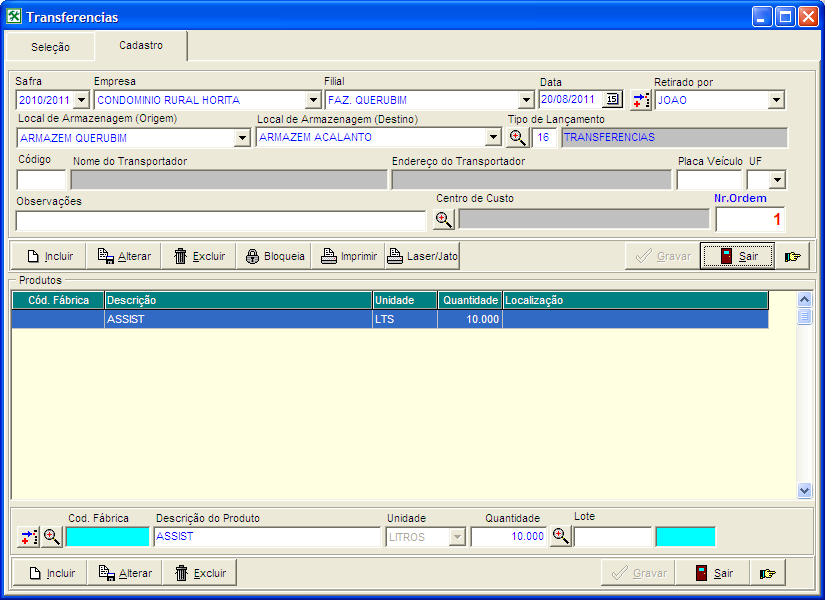 Transferencias
Seleção Cadastro
Safra Empresa Filial Data Retirado por
2010/2011 CONDOMINIO RURAL HORITA FAZ. QUERUBIM 20/08/2011 15 JOAO
Local de Armazenagem (Origem) Local de Armazenagem (Destino) Tipo de Lançamento
ARMAZEM QUERUBIM ARMAZEM ACALANTO 16 TRANSFERENCIAS
Código Nome do Transportador Endereço do Transportador Placa Veículo UF
Observações Centro de Custo Nr.Ordem
1
Incluir Alterar Excluir Bloqueia Imprimir Laser/Jato Gravar Sair
Produtos
Cód. Fábrica Descrição Unidade Quantidade Localização
ASSIST LTS 10.000
Cod. Fábrica Descrição do Produto Unidade Quantidade Lote
ASSIST LITROS 10.000
Incluir Alterar Excluir Gravar Sair